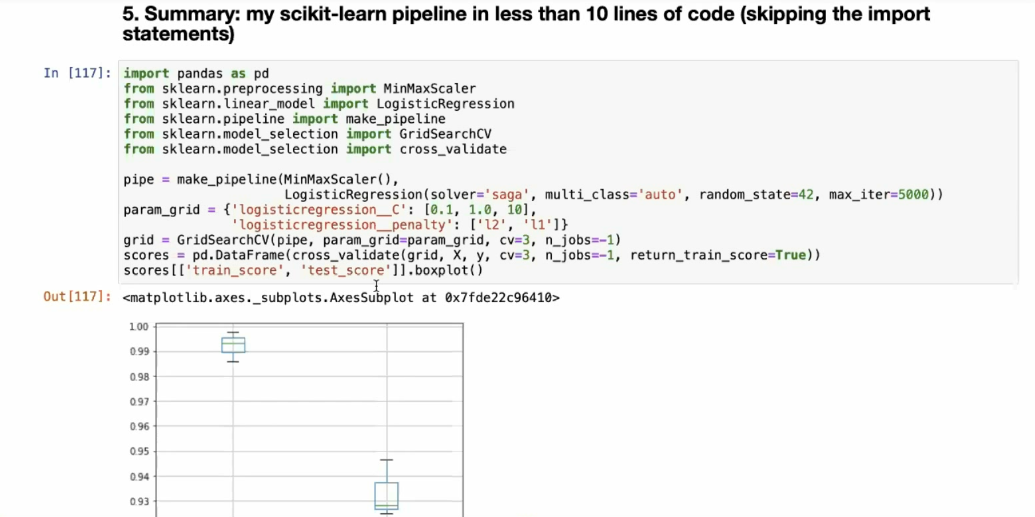 5. Summary: my scikit-learn pipeline in less than 10 lines of code (skipping the import
statements)
In [117]: import pandas as pd
from sklearn.preprocessing import MinMaxScaler
from sklearn.linear_model import LogisticRegression
from sklearn.pipeline import make_pipeline
from sklearn.model_selection import GridSearchCV
from sklearn.model_selection import cross_validate
pipe = make_pipeline(MinMaxScaler(),
LogisticRegression(solver='saga', multi_class='auto', random_state=42, max_iter=5000))
param_grid = {'logisticregression__C': [0.1, 1.0, 10],
'logisticregression__penalty': ['l2', 'l1']}
grid = GridSearchCV(pipe, param_grid=param_grid, cv=3, n_jobs=-1)
scores = pd.DataFrame(cross_validate(grid, X, y, cv=3, n_jobs=-1, return_train_score=True))
scores[['train_score', 'test_score']].boxplot()
Out[117]: <matplotlib.axes._subplots.AxesSubplot at 0x7fde22c96410>
1.00
0.99
0.98
0.97
0.96
0.95
0.94
0.93